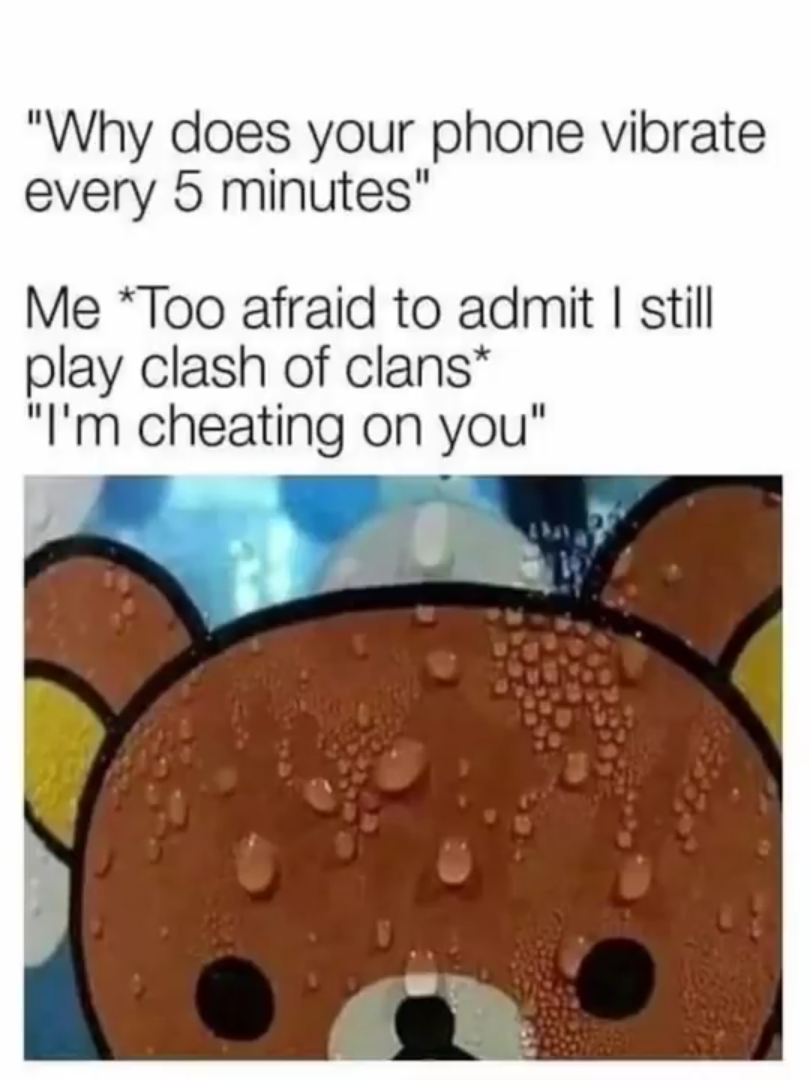 "Why does your phone vibrate
every 5 minutes"
Me *Too afraid to admit I still
play clash of clans*
"I'm cheating on you"